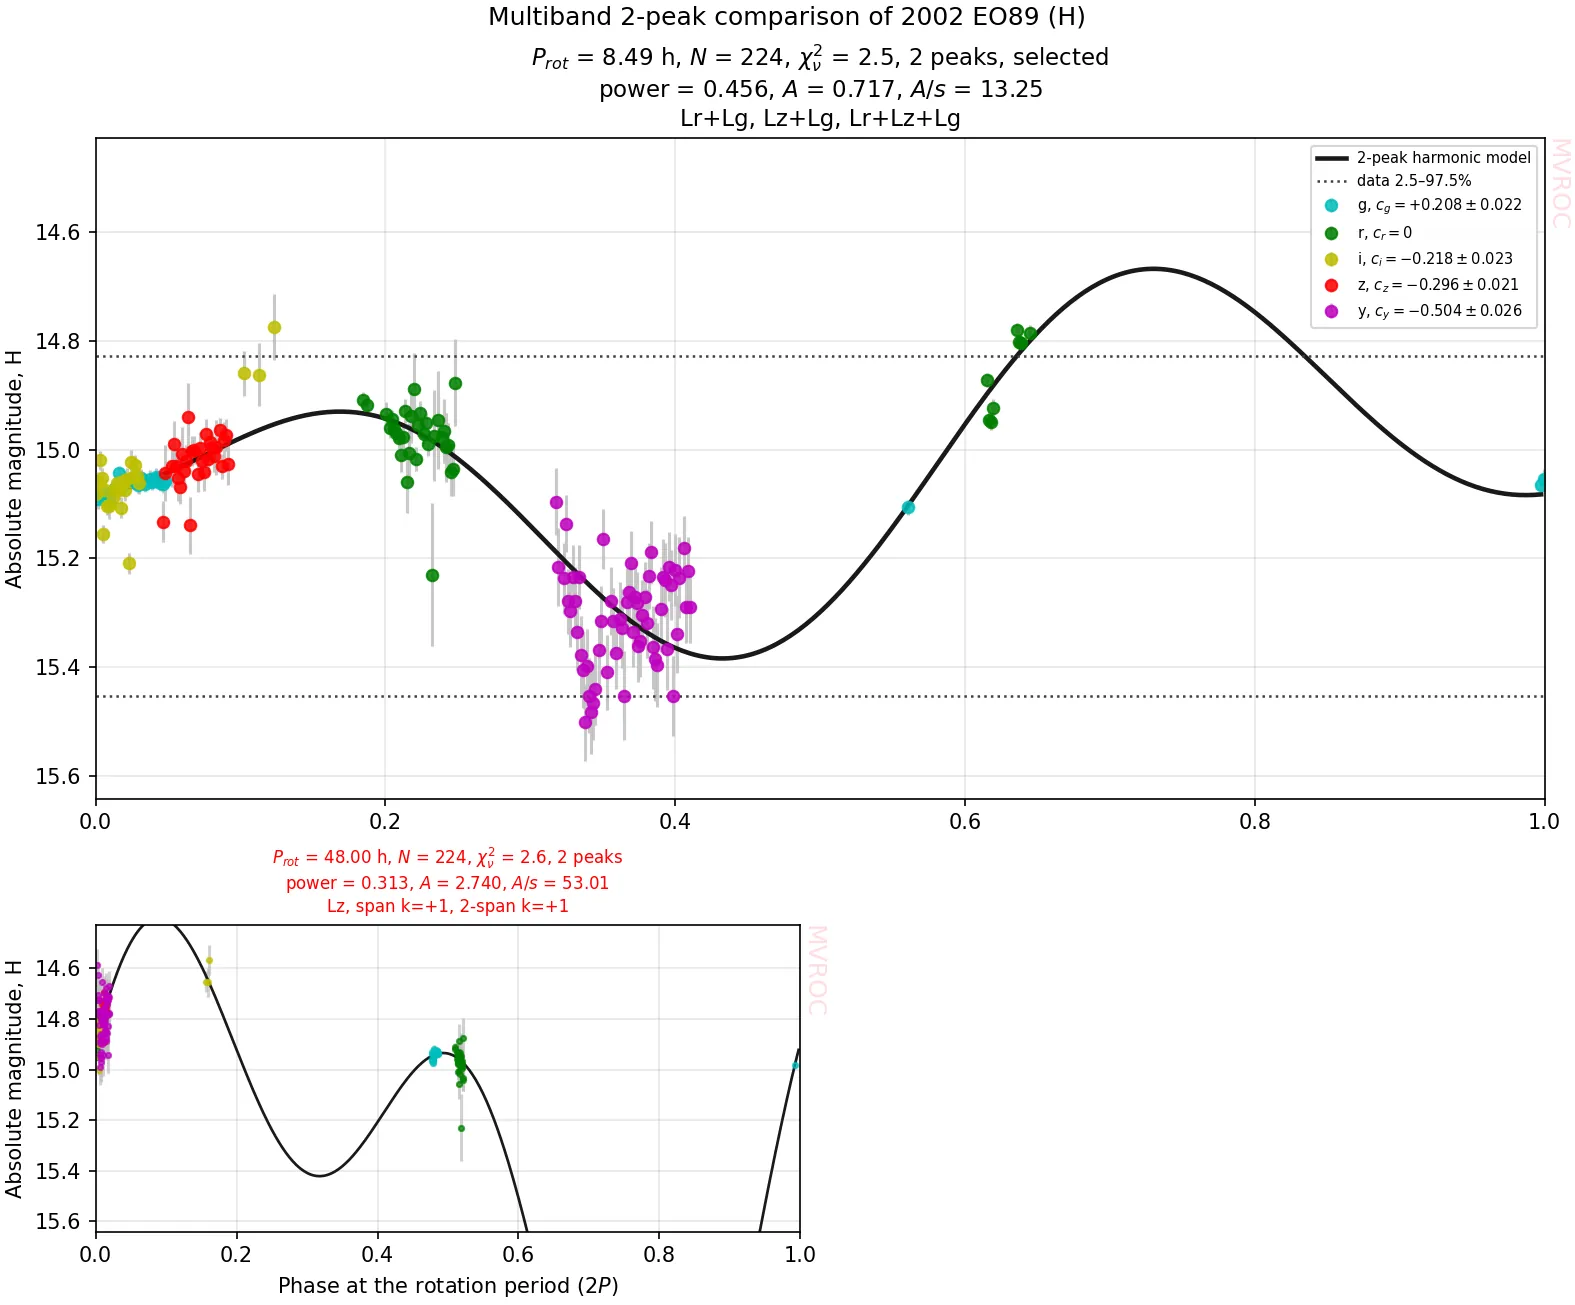 Multiband 2-peak comparison of 2002 EO89 (H)
P_rot = 8.49 h, N = 224, χ²_ν = 2.5, 2 peaks, selected
power = 0.456, A = 0.717, A/s = 13.25
Lr+Lg, Lz+Lg, Lr+Lz+Lg
MVROC
2-peak harmonic model
data 2.5–97.5%
g, c_g = +0.208 ± 0.022
r, c_r = 0
i, c_i = −0.218 ± 0.023
z, c_z = −0.296 ± 0.021
y, c_y = −0.504 ± 0.026
Absolute magnitude, H
14.6
14.8
15.0
15.2
15.4
15.6
0.0 0.2 0.4 0.6 0.8 1.0
P_rot = 48.00 h, N = 224, χ²_ν = 2.6, 2 peaks
power = 0.313, A = 2.740, A/s = 53.01
Lz, span k=+1, 2-span k=+1
MVROC
Absolute magnitude, H
14.6
14.8
15.0
15.2
15.4
15.6
0.0 0.2 0.4 0.6 0.8 1.0
Phase at the rotation period (2P)